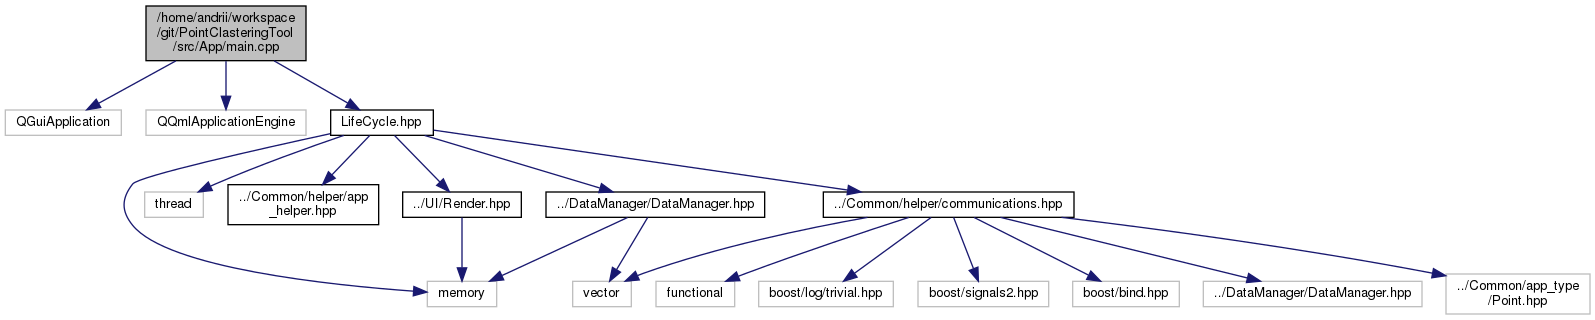 /home/andrii/workspace
/git/PointClasteringTool
/src/App/main.cpp
QGuiApplication
QQmlApplicationEngine
LifeCycle.hpp
thread
../Common/helper/app
_helper.hpp
../UI/Render.hpp
../DataManager/DataManager.hpp
../Common/helper/communications.hpp
memory
vector
functional
boost/log/trivial.hpp
boost/signals2.hpp
boost/bind.hpp
../DataManager/DataManager.hpp
../Common/app_type
/Point.hpp